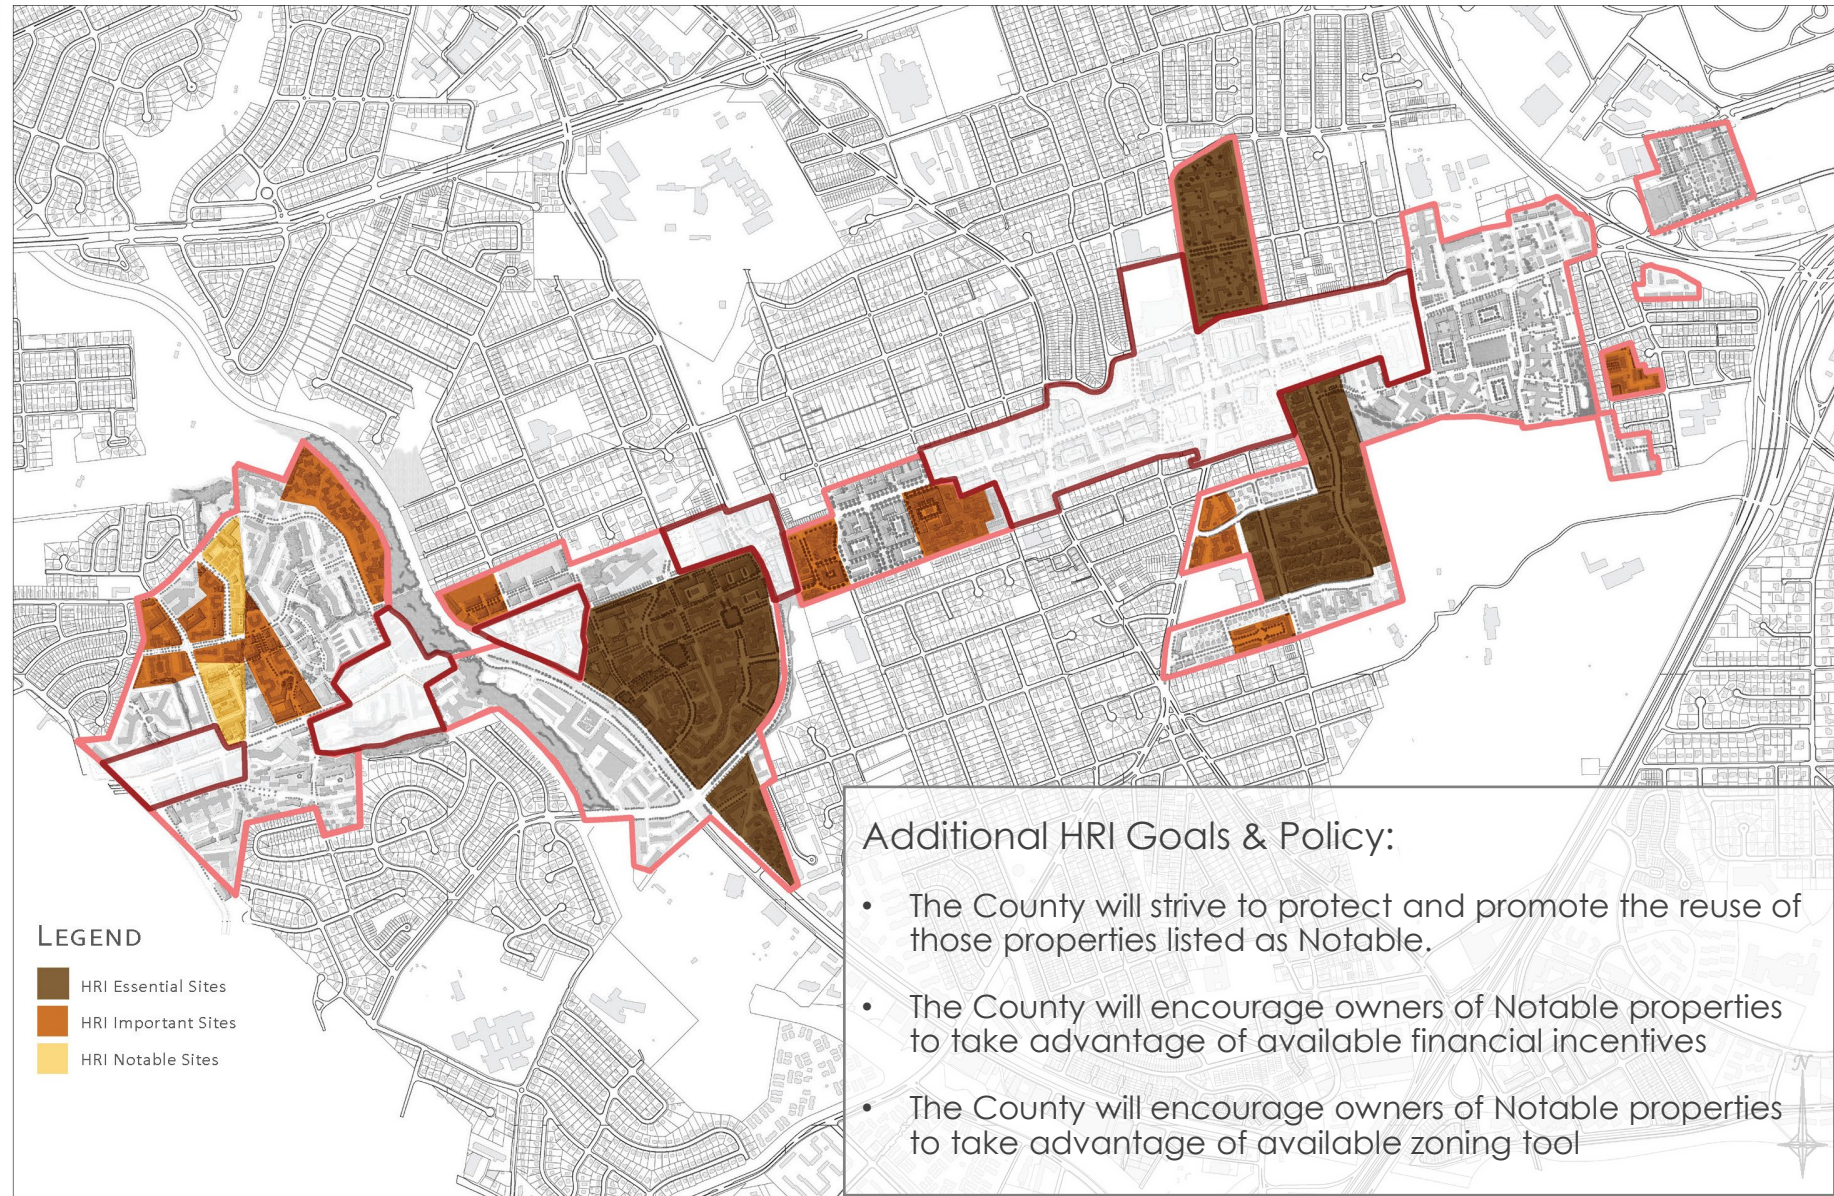 Additional HRI Goals & Policy:
• The County will strive to protect and promote the reuse of
those properties listed as Notable.
• The County will encourage owners of Notable properties
to take advantage of available financial incentives
• The County will encourage owners of Notable properties
to take advantage of available zoning tool
LEGEND
HRI Essential Sites
HRI Important Sites
HRI Notable Sites
N